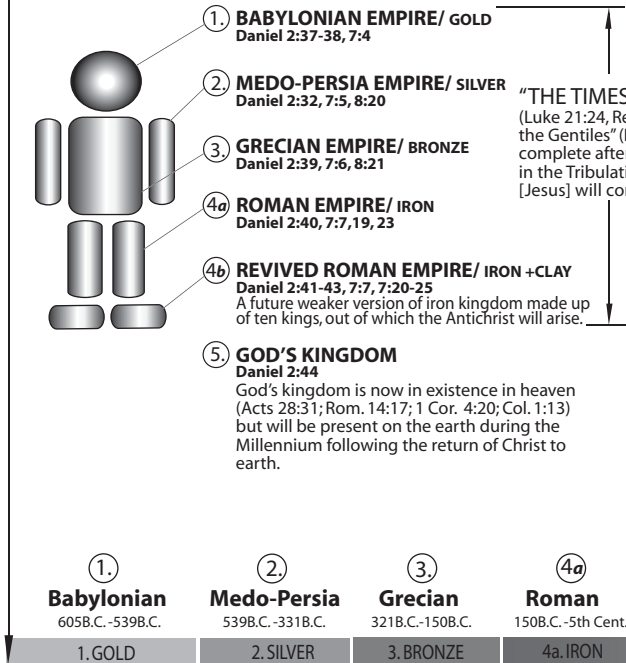 1. BABYLONIAN EMPIRE/ GOLD
Daniel 2:37-38, 7:4
2. MEDO-PERSIA EMPIRE/ SILVER
Daniel 2:32, 7:5, 8:20
3. GRECIAN EMPIRE/ BRONZE
Daniel 2:39, 7:6, 8:21
4a ROMAN EMPIRE/ IRON
Daniel 2:40, 7:7,19, 23
4b REVIVED ROMAN EMPIRE/ IRON +CLAY
Daniel 2:41-43, 7:7, 7:20-25
A future weaker version of iron kingdom made up
of ten kings, out of which the Antichrist will arise.
"THE TIMES
(Luke 21:24,
the Gentiles"
complete after
in the
[Jesus] will
5. GOD'S KINGDOM
Daniel 2:44
God's kingdom is now in existence in heaven
(Acts 28:31; Rom. 14:17; 1 Cor. 4:20; Col. 1:13)
but will be present on the earth during the
Millennium following the return of Christ to
earth.
1. 2. 3. 4a
Babylonian Medo-Persia Grecian Roman
605B.C. -539B.C. 539B.C. -331B.C. 321B.C.-150B.C. 150B.C. -5th Cent.
1. GOLD 2. SILVER 3. BRONZE 4a. IRON